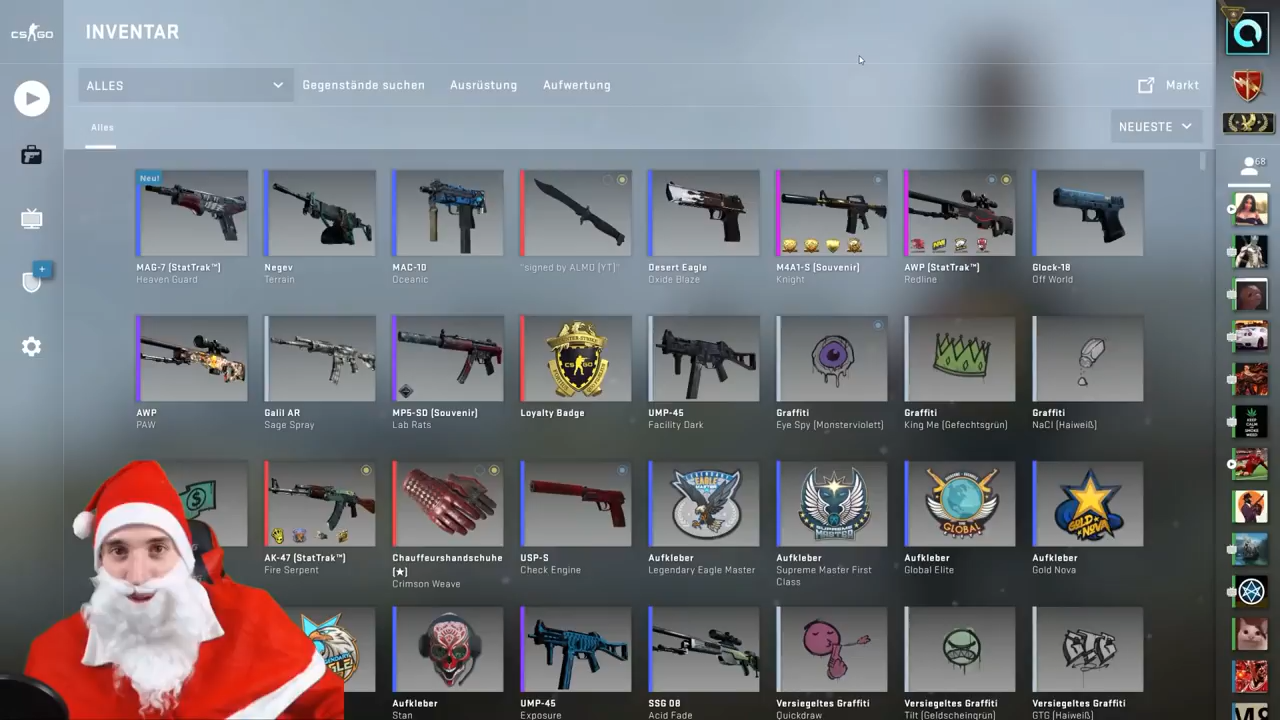 CS GO
INVENTAR
ALLES
Gegenstände suchen
Ausrüstung
Aufwertung
Markt
Alles
NEUESTE
68
Neu!
MAG-7 (StatTrak™)
Heaven Guard
Negev
Terrain
MAC-10
Oceanic
"signed by ALMO (YT)"
Desert Eagle
Oxide Blaze
M4A1-S (Souvenir)
Knight
AWP (StatTrak™)
Redline
Glock-18
Off World
AWP
PAW
Galil AR
Sage Spray
MP5-SD (Souvenir)
Lab Rats
Loyalty Badge
UMP-45
Facility Dark
Graffiti
Eye Spy (Monsterviolett)
Graffiti
King Me (Gefechtsgrün)
Graffiti
NaCl (Haiweiß)
AK-47 (StatTrak™)
Fire Serpent
Chauffeurshandschuhe
(★)
Crimson Weave
USP-S
Check Engine
Aufkleber
Legendary Eagle Master
Aufkleber
Supreme Master First
Class
Aufkleber
Global Elite
Aufkleber
Gold Nova
Aufkleber
Stan
UMP-45
Exposure
SSG 08
Acid Fade
Versiegeltes Graffiti
Quickdraw
Versiegeltes Graffiti
Tilt (Geldscheingrün)
Versiegeltes Graffiti
GTG (Haiweiß)